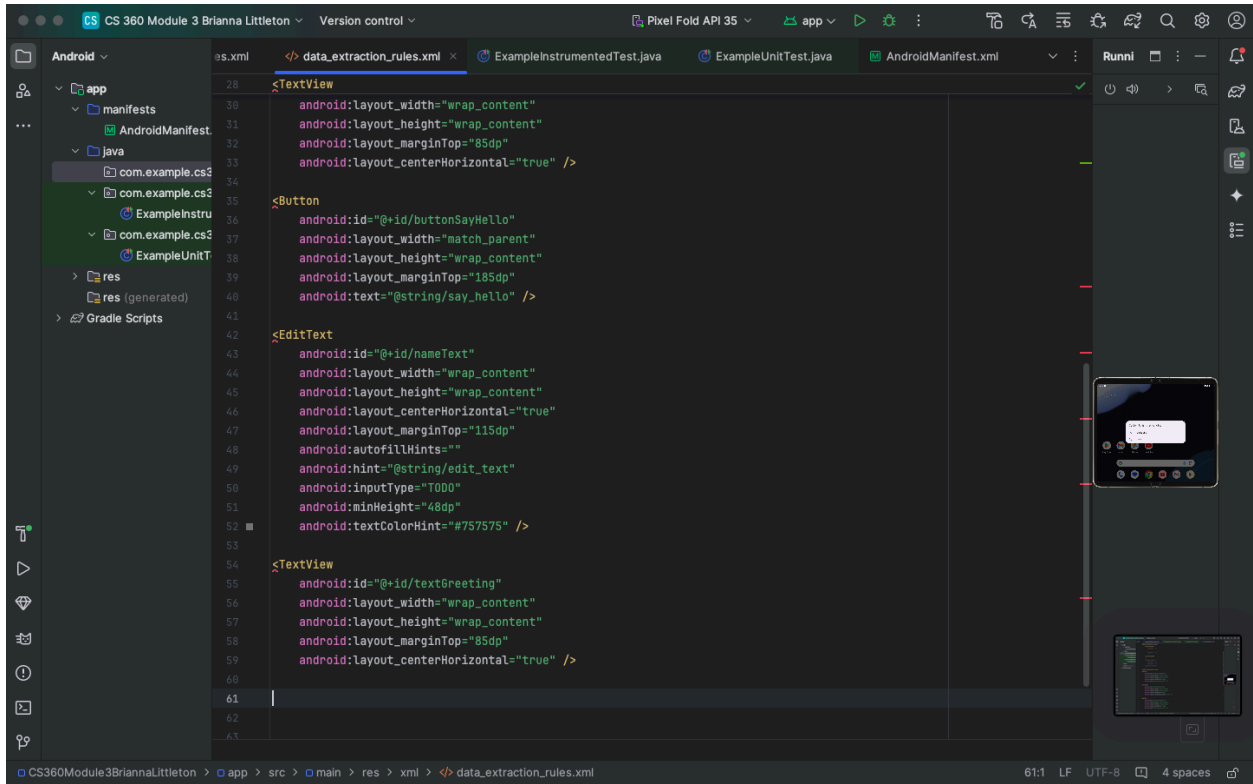 CS CS 360 Module 3 Brianna Littleton Version control Pixel Fold API 35 app
Android
es.xml data_extraction_rules.xml ExampleInstrumentedTest.java ExampleUnitTest.java AndroidManifest.xml Runni
app
manifests
AndroidManifest.
java
com.example.cs3
com.example.cs3
ExampleInstru
com.example.cs3
ExampleUnitT
res
res (generated)
Gradle Scripts
28 <TextView
30 android:layout_width="wrap_content"
31 android:layout_height="wrap_content"
32 android:layout_marginTop="85dp"
33 android:layout_centerHorizontal="true" />
34
35 <Button
36 android:id="@+id/buttonSayHello"
37 android:layout_width="match_parent"
38 android:layout_height="wrap_content"
39 android:layout_marginTop="185dp"
40 android:text="@string/say_hello" />
41
42 <EditText
43 android:id="@+id/nameText"
44 android:layout_width="wrap_content"
45 android:layout_height="wrap_content"
46 android:layout_centerHorizontal="true"
47 android:layout_marginTop="115dp"
48 android:autofillHints=""
49 android:hint="@string/edit_text"
50 android:inputType="TODO"
51 android:minHeight="48dp"
52 android:textColorHint="#757575" />
53
54 <TextView
55 android:id="@+id/textGreeting"
56 android:layout_width="wrap_content"
57 android:layout_height="wrap_content"
58 android:layout_marginTop="85dp"
59 android:layout_centerHorizontal="true" />
60
61
62
63
CS360Module3BriannaLittleton > app > src > main > res > xml > data_extraction_rules.xml 61:1 LF UTF-8 4 spaces